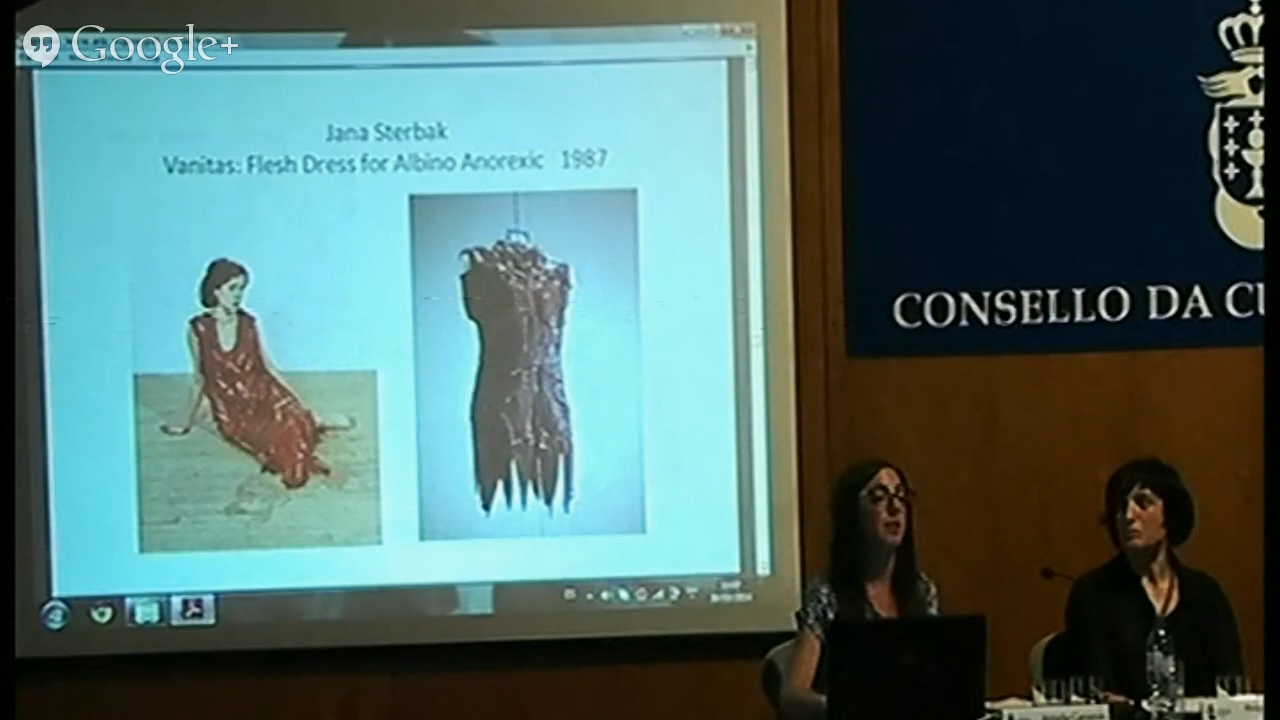 Google+
Jana Sterbak
Vanitas: Flesh Dress for Albino Anorexic 1987
CONSELLO DA CU